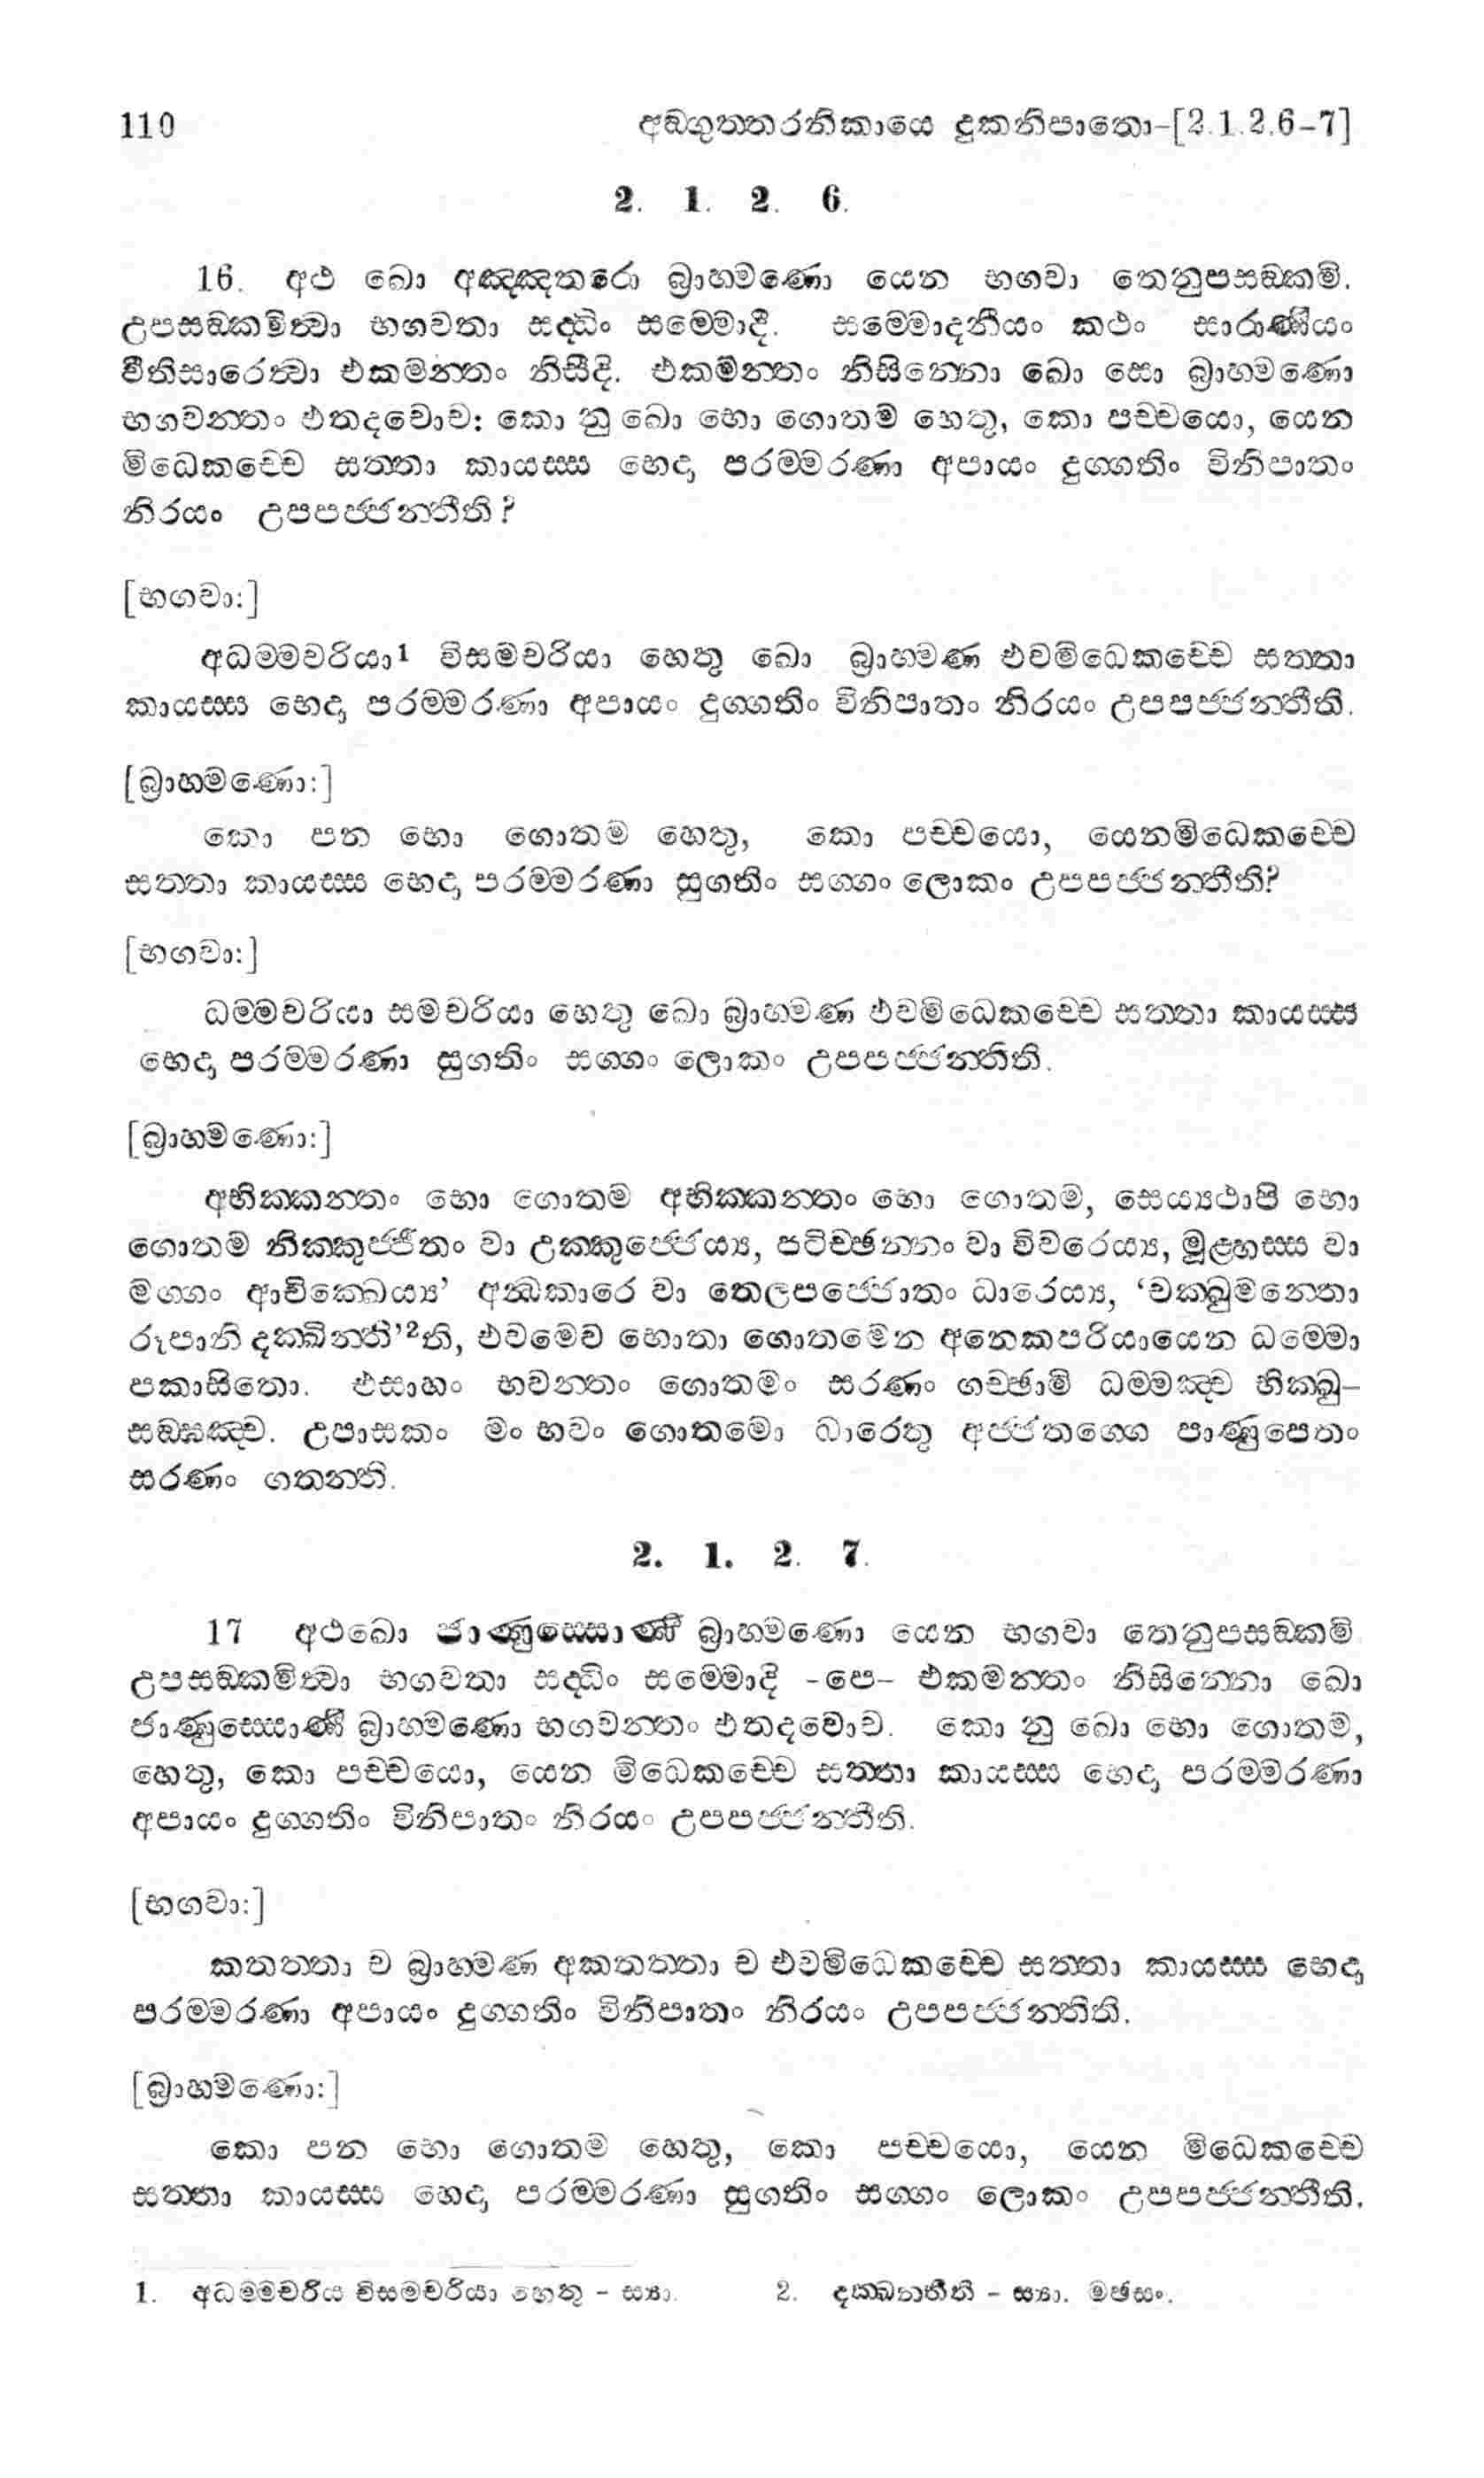 110 අඞ්ගුත්තරනිකායෙ දුකනිපාතො-[2.1.2.6-7]
2. 1. 2. 6.
16. අථ ඛො අඤ්ඤතරො බ්‍රාහ්මණො යෙන භගවා තෙනුපසඞ්කමි.
උපසඞ්කමිත්‍වා භගවතා සද්ධිං සම්මොදී. සම්මොදනීයං කථං සාරාණීයං
වීතිසාරෙත්‍වා එකමන්තං නිසීදි. එකමන්තං නිසින්නො ඛො සො බ්‍රාහ්මණො
භගවන්තං එතදවොච: කො නු ඛො භො ගොතම හෙතු, කො පච්චයො, යෙන
මිධෙකච්චෙ සත්තා කායස්ස භෙදා පරම්මරණා අපායං දුග්ගතිං විනිපාතං
නිරයං උපපජ්ජන්තීති?
[භගවා:]
අධම්මචරියා¹ විසමචරියා හෙතු ඛො බ්‍රාහ්මණ එවමිධෙකච්චෙ සත්තා
කායස්ස භෙදා පරම්මරණා අපායං දුග්ගතිං විනිපාතං නිරයං උපපජ්ජන්තීති.
[බ්‍රාහ්මණො:]
කො පන භො ගොතම හෙතු, කො පච්චයො, යෙනමිධෙකච්චෙ
සත්තා කායස්ස භෙදා පරම්මරණා සුගතිං සග්ගං ලොකං උපපජ්ජන්තීති?
[භගවා:]
ධම්මචරියා සමචරියා හෙතු ඛො බ්‍රාහ්මණ එවමිධෙකච්චෙ සත්තා කායස්ස
භෙදා පරම්මරණා සුගතිං සග්ගං ලොකං උපපජ්ජන්තීති.
[බ්‍රාහ්මණො:]
අභික්කන්තං භො ගොතම අභික්කන්තං භො ගොතම, සෙය්‍යථාපි භො
ගොතම නික්කුජ්ජිතං වා උක්කුජ්ජෙය්‍ය, පටිච්ඡන්නං වා විවරෙය්‍ය, මූළ්හස්ස වා
මග්ගං ආචික්ඛෙය්‍ය’ අන්ධකාරෙ වා තෙලපජ්ජොතං ධාරෙය්‍ය, ‘චක්ඛුමන්තො
රූපානි දක්ඛින්ති’²ති, එවමෙව භොතා ගොතමෙන අනෙකපරියායෙන ධම්මො
පකාසිතො. එසාහං භවන්තං ගොතමං සරණං ගච්ඡාමි ධම්මඤ්ච භික්ඛු-
සඞ්ඝඤ්ච. උපාසකං මං භවං ගොතමො ධාරෙතු අජ්ජතග්ගෙ පාණුපෙතං
සරණං ගතන්ති.
2. 1. 2. 7.
17 අථඛො ජාණුස්සොණි බ්‍රාහ්මණො යෙන භගවා තෙනුපසඞ්කමි
උපසඞ්කමිත්‍වා භගවතා සද්ධිං සම්මොදි -පෙ- එකමන්තං නිසින්නො ඛො
ජාණුස්සොණි බ්‍රාහ්මණො භගවන්තං එතදවොච. කො නු ඛො භො ගොතම,
හෙතු, කො පච්චයො, යෙන මිධෙකච්චෙ සත්තා කායස්ස භෙදා පරම්මරණා
අපායං දුග්ගතිං විනිපාතං නිරයං උපපජ්ජන්තීති.
[භගවා:]
කතත්තා ච බ්‍රාහ්මණ අකතත්තා ච එවමිධෙකච්චෙ සත්තා කායස්ස භෙදා
පරම්මරණා අපායං දුග්ගතිං විනිපාතං නිරයං උපපජ්ජන්තීති.
[බ්‍රාහ්මණො:]
කො පන භො ගොතම හෙතු, කො පච්චයො, යෙන මිධෙකච්චෙ
සත්තා කායස්ස භෙදා පරම්මරණා සුගතිං සග්ගං ලොකං උපපජ්ජන්තීති.
1. අධම්මචරිය විසමචරියා හෙතු - ස්‍යා. 2. දක්ඛන්තීති - ස්‍යා. මඡසං.